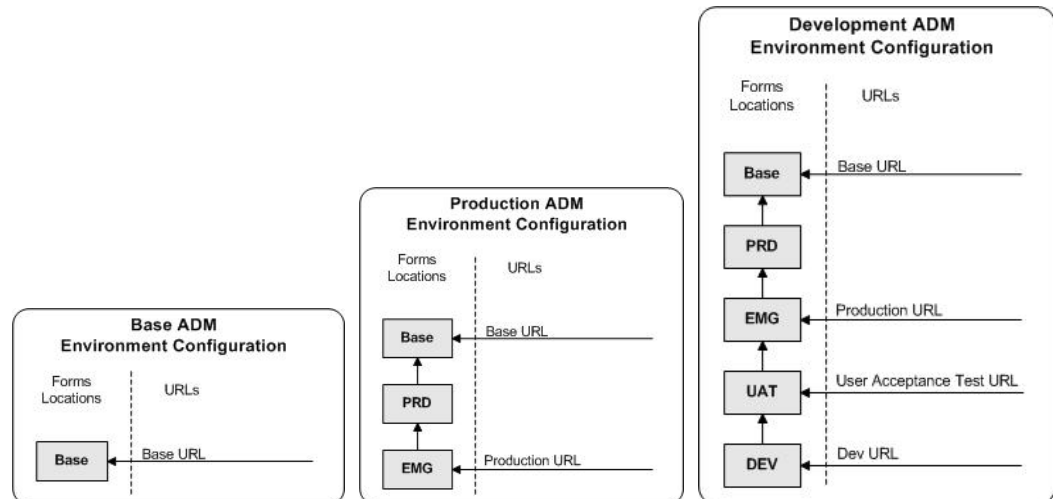 Base ADM
Environment Configuration
Forms
Locations
URLs
Base
Base URL
Production ADM
Environment Configuration
Forms
Locations
URLs
Base
Base URL
PRD
EMG
Production URL
Development ADM
Environment Configuration
Forms
Locations
URLs
Base
Base URL
PRD
EMG
Production URL
UAT
User Acceptance Test URL
DEV
Dev URL